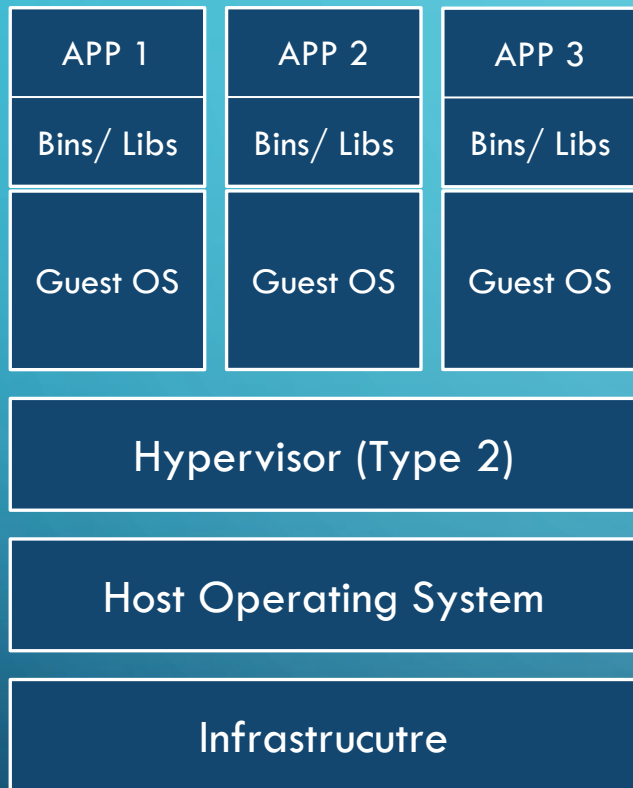 APP 1
APP 2
APP 3
Bins/ Libs
Bins/ Libs
Bins/ Libs
Guest OS
Guest OS
Guest OS
Hypervisor (Type 2)
Host Operating System
Infrastrucutre